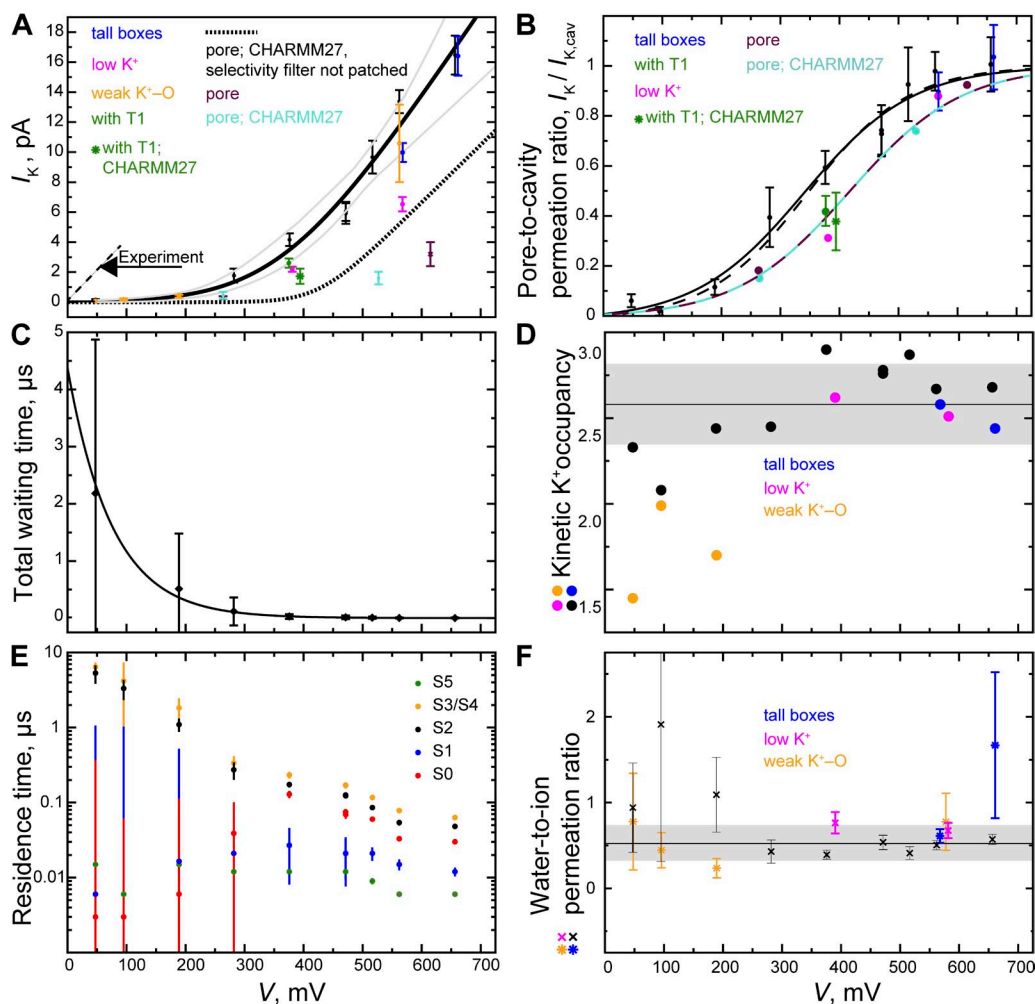 A
18
16
14
12
10
8
6
4
2
0
I_K, pA
tall boxes
low K⁺
weak K⁺–O
with T1
* with T1;
CHARMM27
pore; CHARMM27,
selectivity filter not patched
pore
pore; CHARMM27
Experiment
B
1
0.8
0.6
0.4
0.2
0
Pore-to-cavity
permeation ratio, I_K / I_K,cav
tall boxes
with T1
low K⁺
* with T1; CHARMM27
pore
pore; CHARMM27
C
5
4
3
2
1
0
Total waiting time, µs
D
3.0
2.5
2.0
1.5
Kinetic K⁺occupancy
tall boxes
low K⁺
weak K⁺–O
E
1
0.1
0.01
Residence time, µs
S5
S3/S4
S2
S1
S0
0 100 200 300 400 500 600 700
V, mV
F
2
1
0
Water-to-ion
permeation ratio
tall boxes
low K⁺
weak K⁺–O
0 100 200 300 400 500 600 700
V, mV